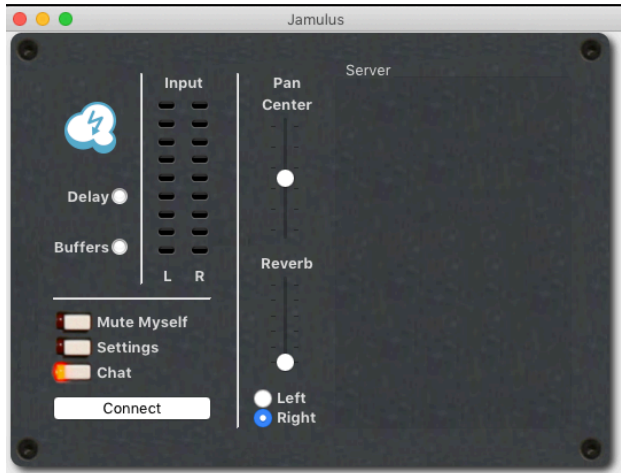 Jamulus
Server
Input
Pan
Center
Delay
Buffers
L R
Reverb
Mute Myself
Settings
Chat
Connect
Left
Right